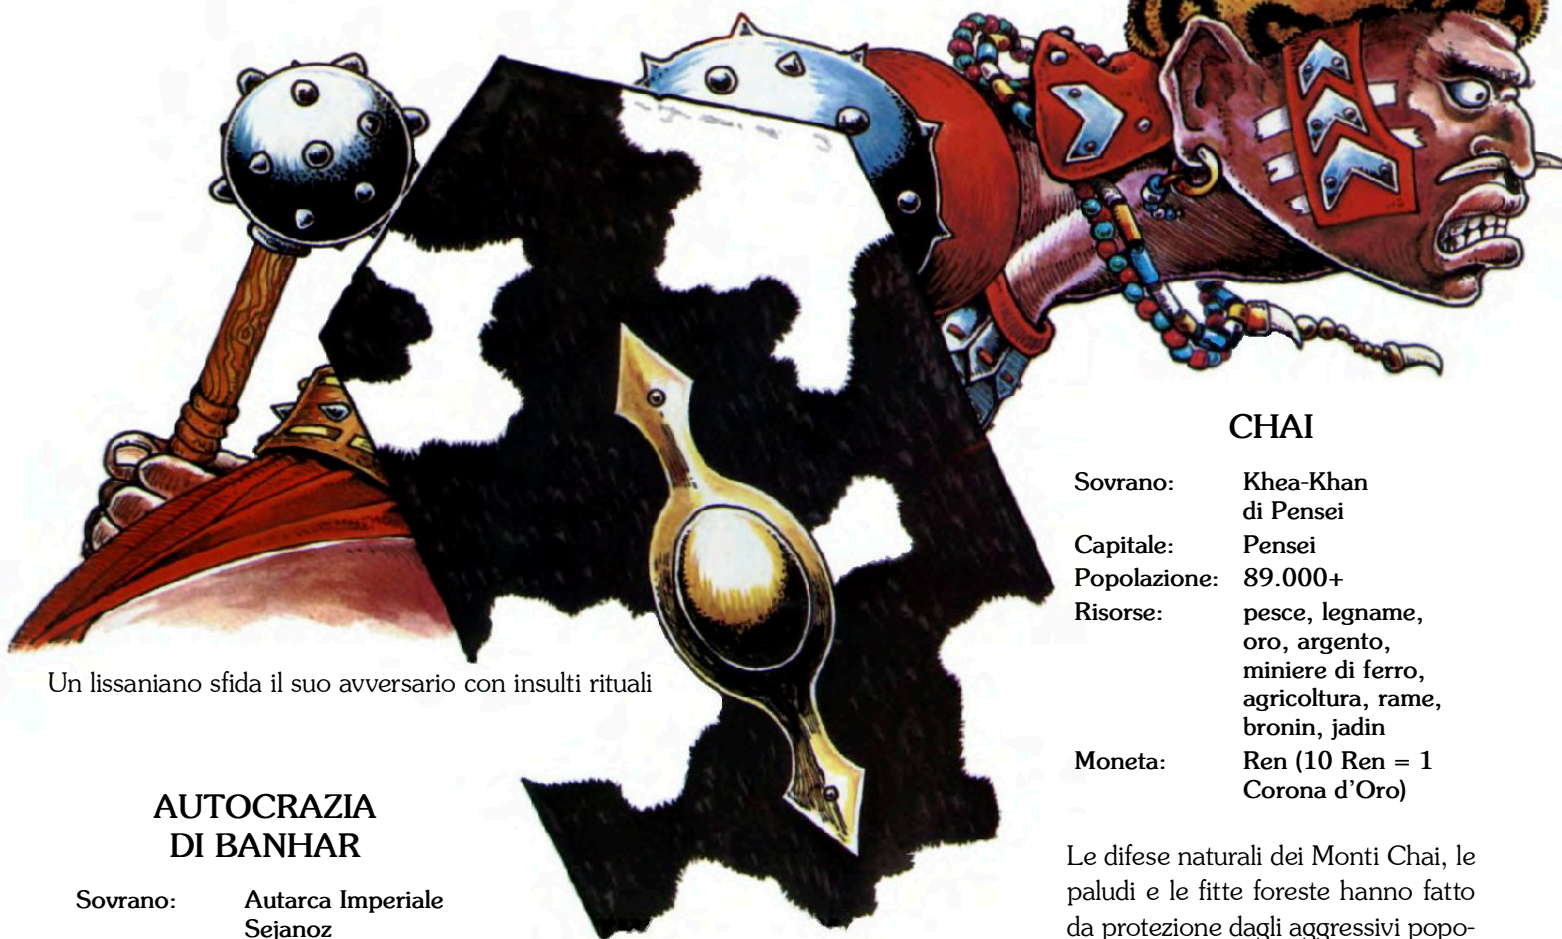 Un lissaniano sfida il suo avversario con insulti rituali
AUTOCRAZIA
DI BANHAR
Sovrano: Autarca Imperiale
Sejanoz
CHAI
Sovrano: Khea-Khan
di Pensei
Capitale: Pensei
Popolazione: 89.000+
Risorse: pesce, legname,
oro, argento,
miniere di ferro,
agricoltura, rame,
bronin, jadin
Moneta: Ren (10 Ren = 1
Corona d'Oro)
Le difese naturali dei Monti Chai, le
paludi e le fitte foreste hanno fatto
da protezione dagli aggressivi popo-